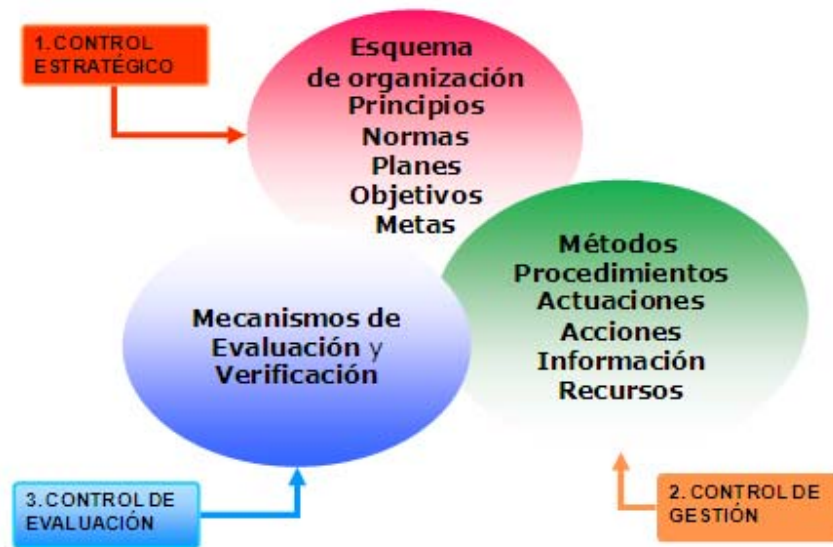 1. CONTROL
ESTRATÉGICO
Esquema
de organización
Principios
Normas
Planes
Objetivos
Metas
Métodos
Procedimientos
Actuaciones
Acciones
Información
Recursos
Mecanismos de
Evaluación y
Verificación
3. CONTROL DE
EVALUACIÓN
2. CONTROL DE
GESTIÓN